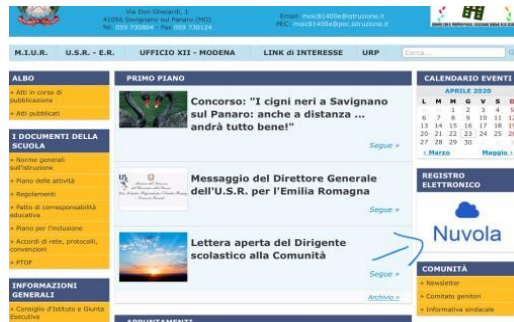 Via Don Gherardi, 1
41056 Savignano sul Panaro (MO)
Tel: 059 730804 - Fax 059 730124
Email: moic81400e@istruzione.it
PEC: moic81400e@pec.istruzione.it
M.I.U.R.
U.S.R. - E.R.
UFFICIO XII - MODENA
LINK di INTERESSE
URP
Cerca...
ALBO
» Atti in corso di
pubblicazione
» Atti pubblicati
I DOCUMENTI DELLA
SCUOLA
» Norme generali
sull'istruzione
» Piano delle attività
» Regolamenti
» Patto di corresponsabilità
educativa
» Piano per l'inclusione
» Accordi di rete, protocolli,
convenzioni
» PTOF
INFORMAZIONI
GENERALI
» Consiglio d'Istituto e Giunta
Esecutiva
PRIMO PIANO
Concorso: "I cigni neri a Savignano
sul Panaro: anche a distanza ...
andrà tutto bene!"
Segue »
Messaggio del Direttore Generale
dell'U.S.R. per l'Emilia Romagna
Segue »
Lettera aperta del Dirigente
scolastico alla Comunità
Segue »
Archivio »
APPUNTAMENTI
CALENDARIO EVENTI
APRILE 2020
L M M G V S D
1 2 3 4 5
6 7 8 9 10 11 12
13 14 15 16 17 18 19
20 21 22 23 24 25 26
27 28 29 30
‹ Marzo
Maggio ›
REGISTRO
ELETTRONICO
Nuvola
COMUNITÀ
» Newsletter
» Comitato genitori
» Informativa sindacale